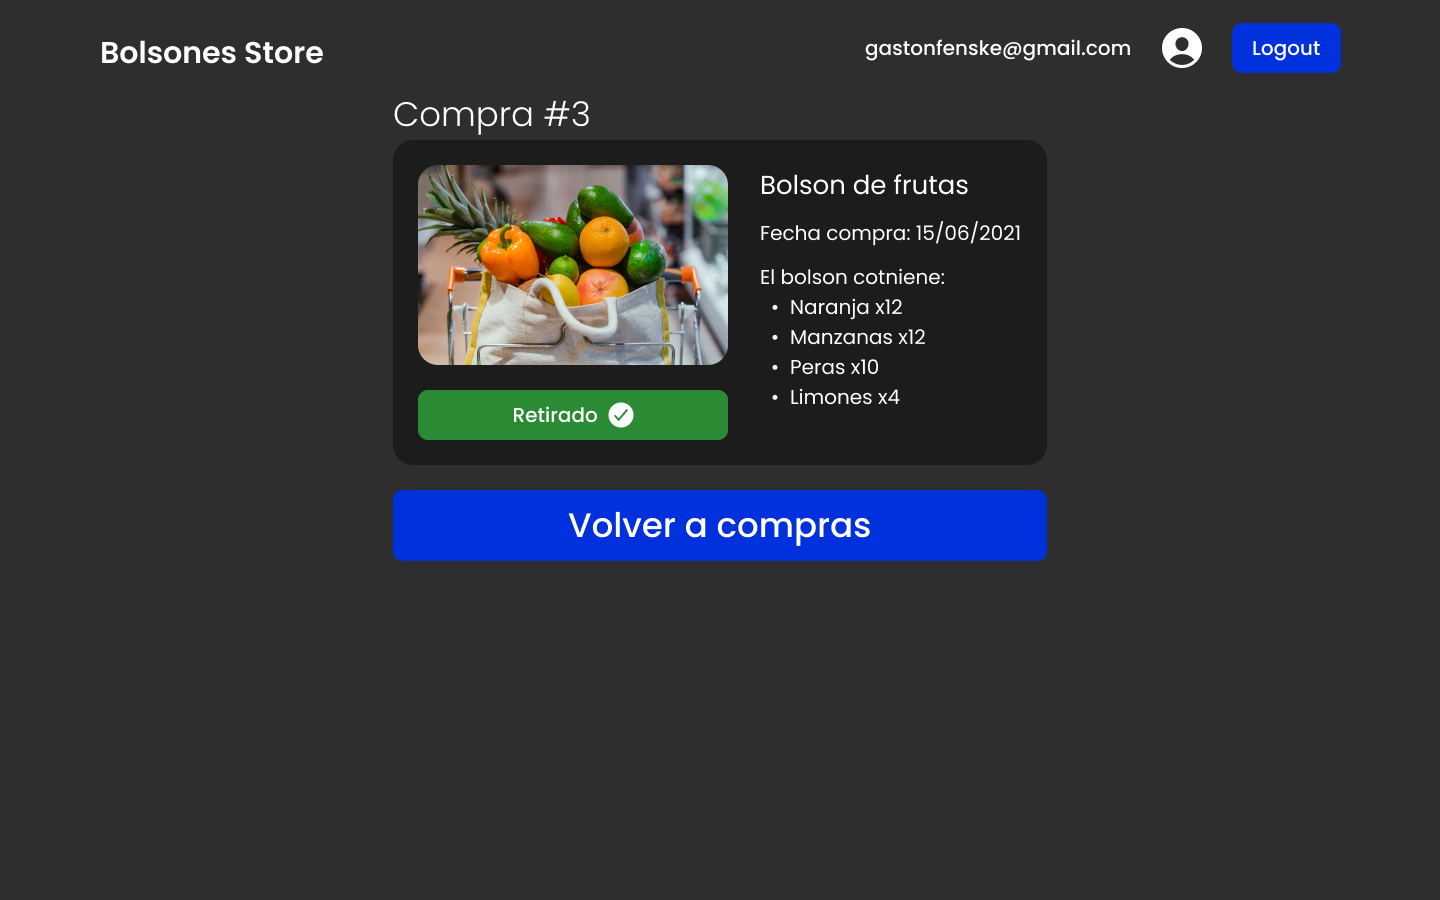 Bolsones Store
gastonfenske@gmail.com
Logout
Compra #3
Bolson de frutas
Fecha compra: 15/06/2021
El bolson cotniene:
• Naranja x12
• Manzanas x12
• Peras x10
• Limones x4
Retirado
Volver a compras